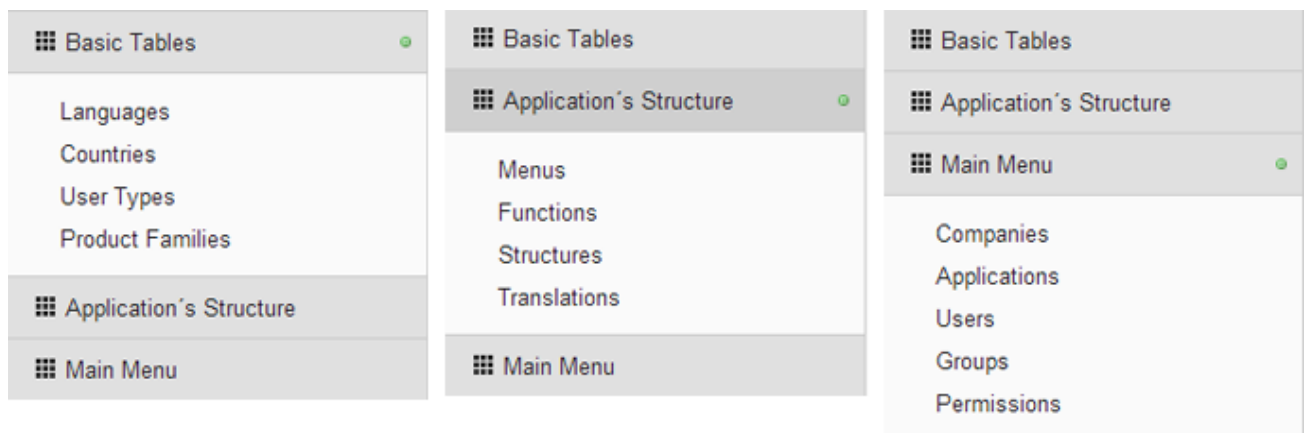 Basic Tables
Languages
Countries
User Types
Product Families
Application´s Structure
Main Menu
Basic Tables
Application´s Structure
Menus
Functions
Structures
Translations
Main Menu
Basic Tables
Application´s Structure
Main Menu
Companies
Applications
Users
Groups
Permissions